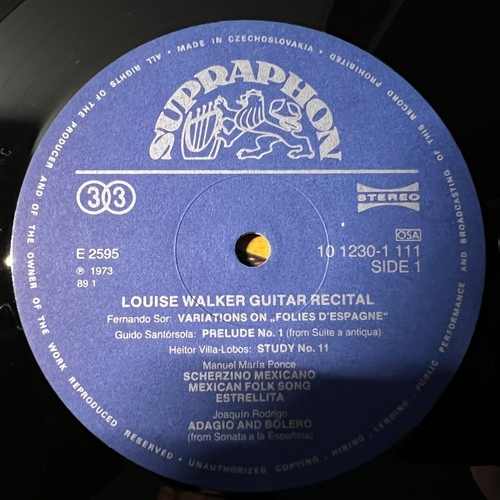 MADE IN CZECHOSLOVAKIA
ALL RIGHTS OF THE PRODUCER AND OF THE OWNER OF THE WORK REPRODUCED RESERVED • UNAUTHORIZED COPYING - HIRING - LENDING - PUBLIC PERFORMANCE AND BROADCASTING OF THIS RECORD PROHIBITED
SUPRAPHON
33
STEREO
OSA
E 2595
10 1230-1 111
℗ 1973
SIDE 1
89 1
LOUISE WALKER GUITAR RECITAL
Fernando Sor: VARIATIONS ON „FOLIES D'ESPAGNE"
Guido Santórsola: PRELUDE No. 1 (from Suite a antiqua)
Heitor Villa-Lobos: STUDY No. 11
Manuel María Ponce
SCHERZINO MEXICANO
MEXICAN FOLK SONG
ESTRELLITA
Joaquin Rodrigo
ADAGIO AND BOLERO
(from Sonata a la Española)